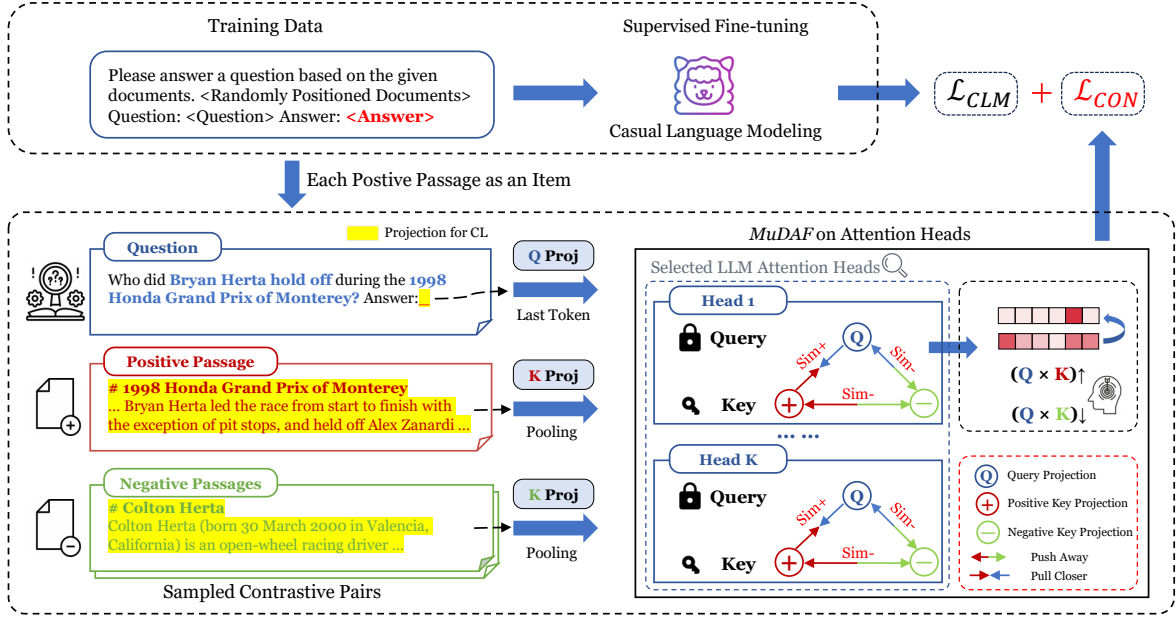 Training Data
Supervised Fine-tuning
Please answer a question based on the given
documents. <Randomly Positioned Documents>
Question: <Question> Answer: <Answer>
Casual Language Modeling
ℒCLM + ℒCON
Each Postive Passage as an Item
Projection for CL
Question
Who did Bryan Herta hold off during the 1998
Honda Grand Prix of Monterey? Answer:_
Q Proj
Last Token
Positive Passage
# 1998 Honda Grand Prix of Monterey
... Bryan Herta led the race from start to finish with
the exception of pit stops, and held off Alex Zanardi ...
K Proj
Pooling
Negative Passages
# Colton Herta
Colton Herta (born 30 March 2000 in Valencia,
California) is an open-wheel racing driver ...
K Proj
Pooling
Sampled Contrastive Pairs
MuDAF on Attention Heads
Selected LLM Attention Heads
Head 1
Query
Q
Sim+
Sim-
Key
+
Sim-
−
... ...
Head K
Query
Q
Sim+
Sim-
Key
+
Sim-
−
(Q × K)↑
(Q × K)↓
Q Query Projection
+ Positive Key Projection
− Negative Key Projection
Push Away
Pull Closer